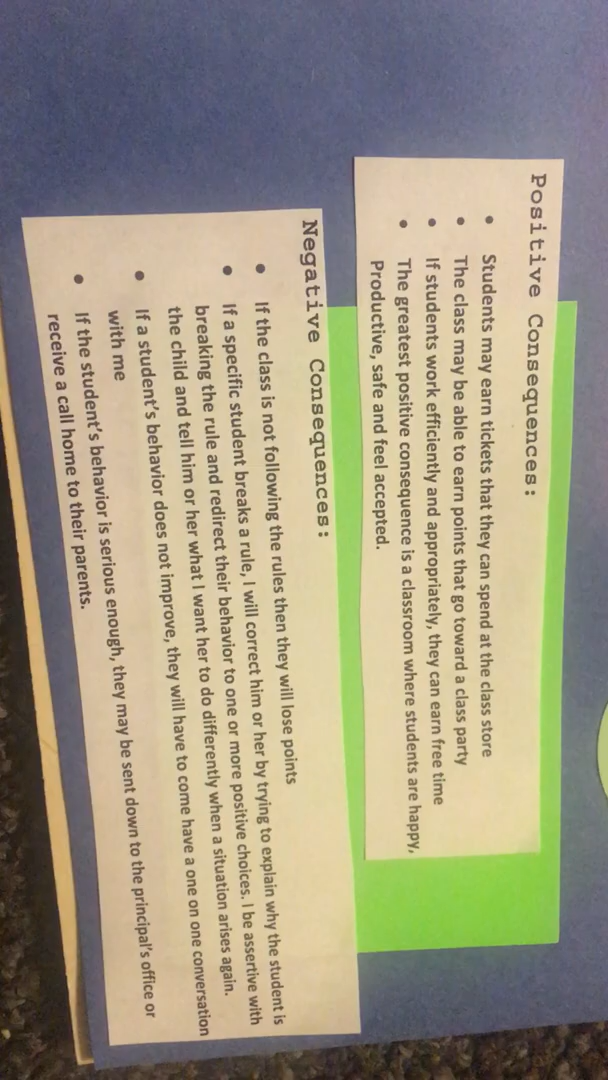 Positive Consequences:
• Students may earn tickets that they can spend at the class store
• The class may be able to earn points that go toward a class party
• If students work efficiently and appropriately, they can earn free time
• The greatest positive consequence is a classroom where students are happy,
Productive, safe and feel accepted.
Negative Consequences:
• If the class is not following the rules then they will lose points
• If a specific student breaks a rule, I will correct him or her by trying to explain why the student is
breaking the rule and redirect their behavior to one or more positive choices. I be assertive with
the child and tell him or her what I want her to do differently when a situation arises again.
• If a student's behavior does not improve, they will have to come have a one on one conversation
with me
• If the student's behavior is serious enough, they may be sent down to the principal's office or
receive a call home to their parents.